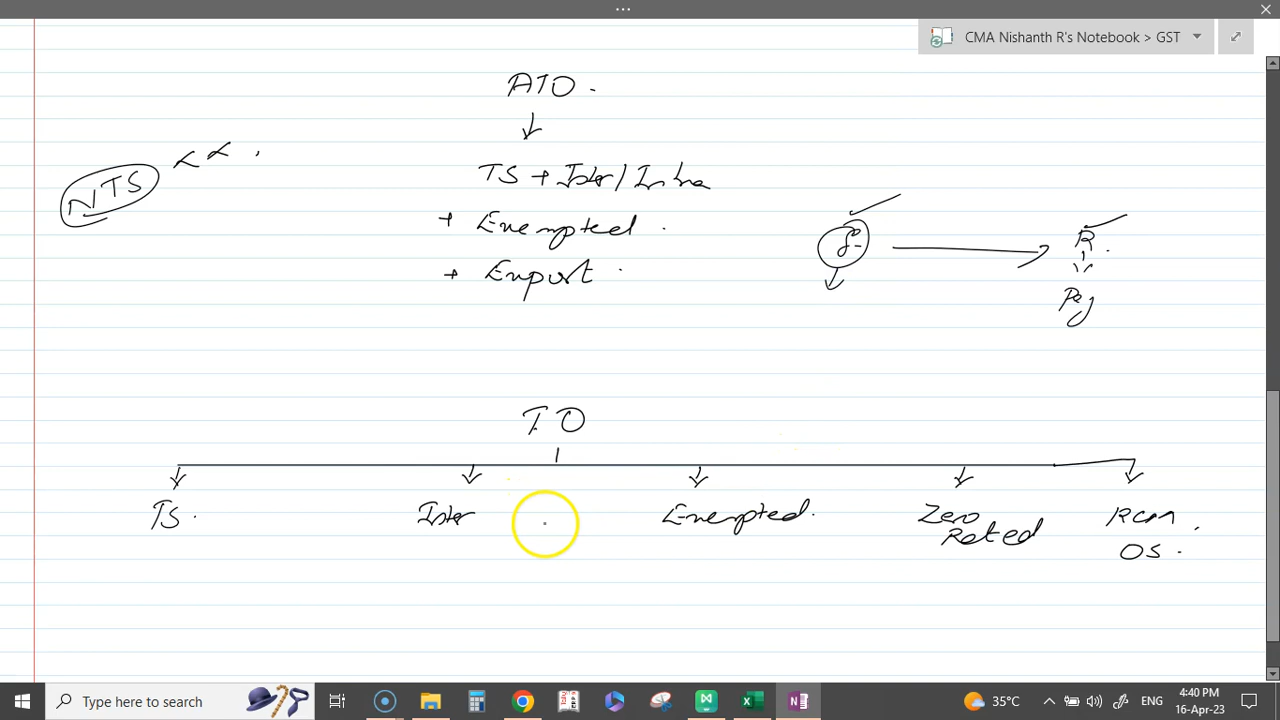 ...
CMA Nishanth R's Notebook > GST
ATO.
NTS
TS + Inter / Intra
+ Exempted.
+ Export.
R.
TO
TS.
Inter
Exempted.
Zero Rated
RCM OS.
Type here to search
35°C
ENG
4:40 PM
16-Apr-23